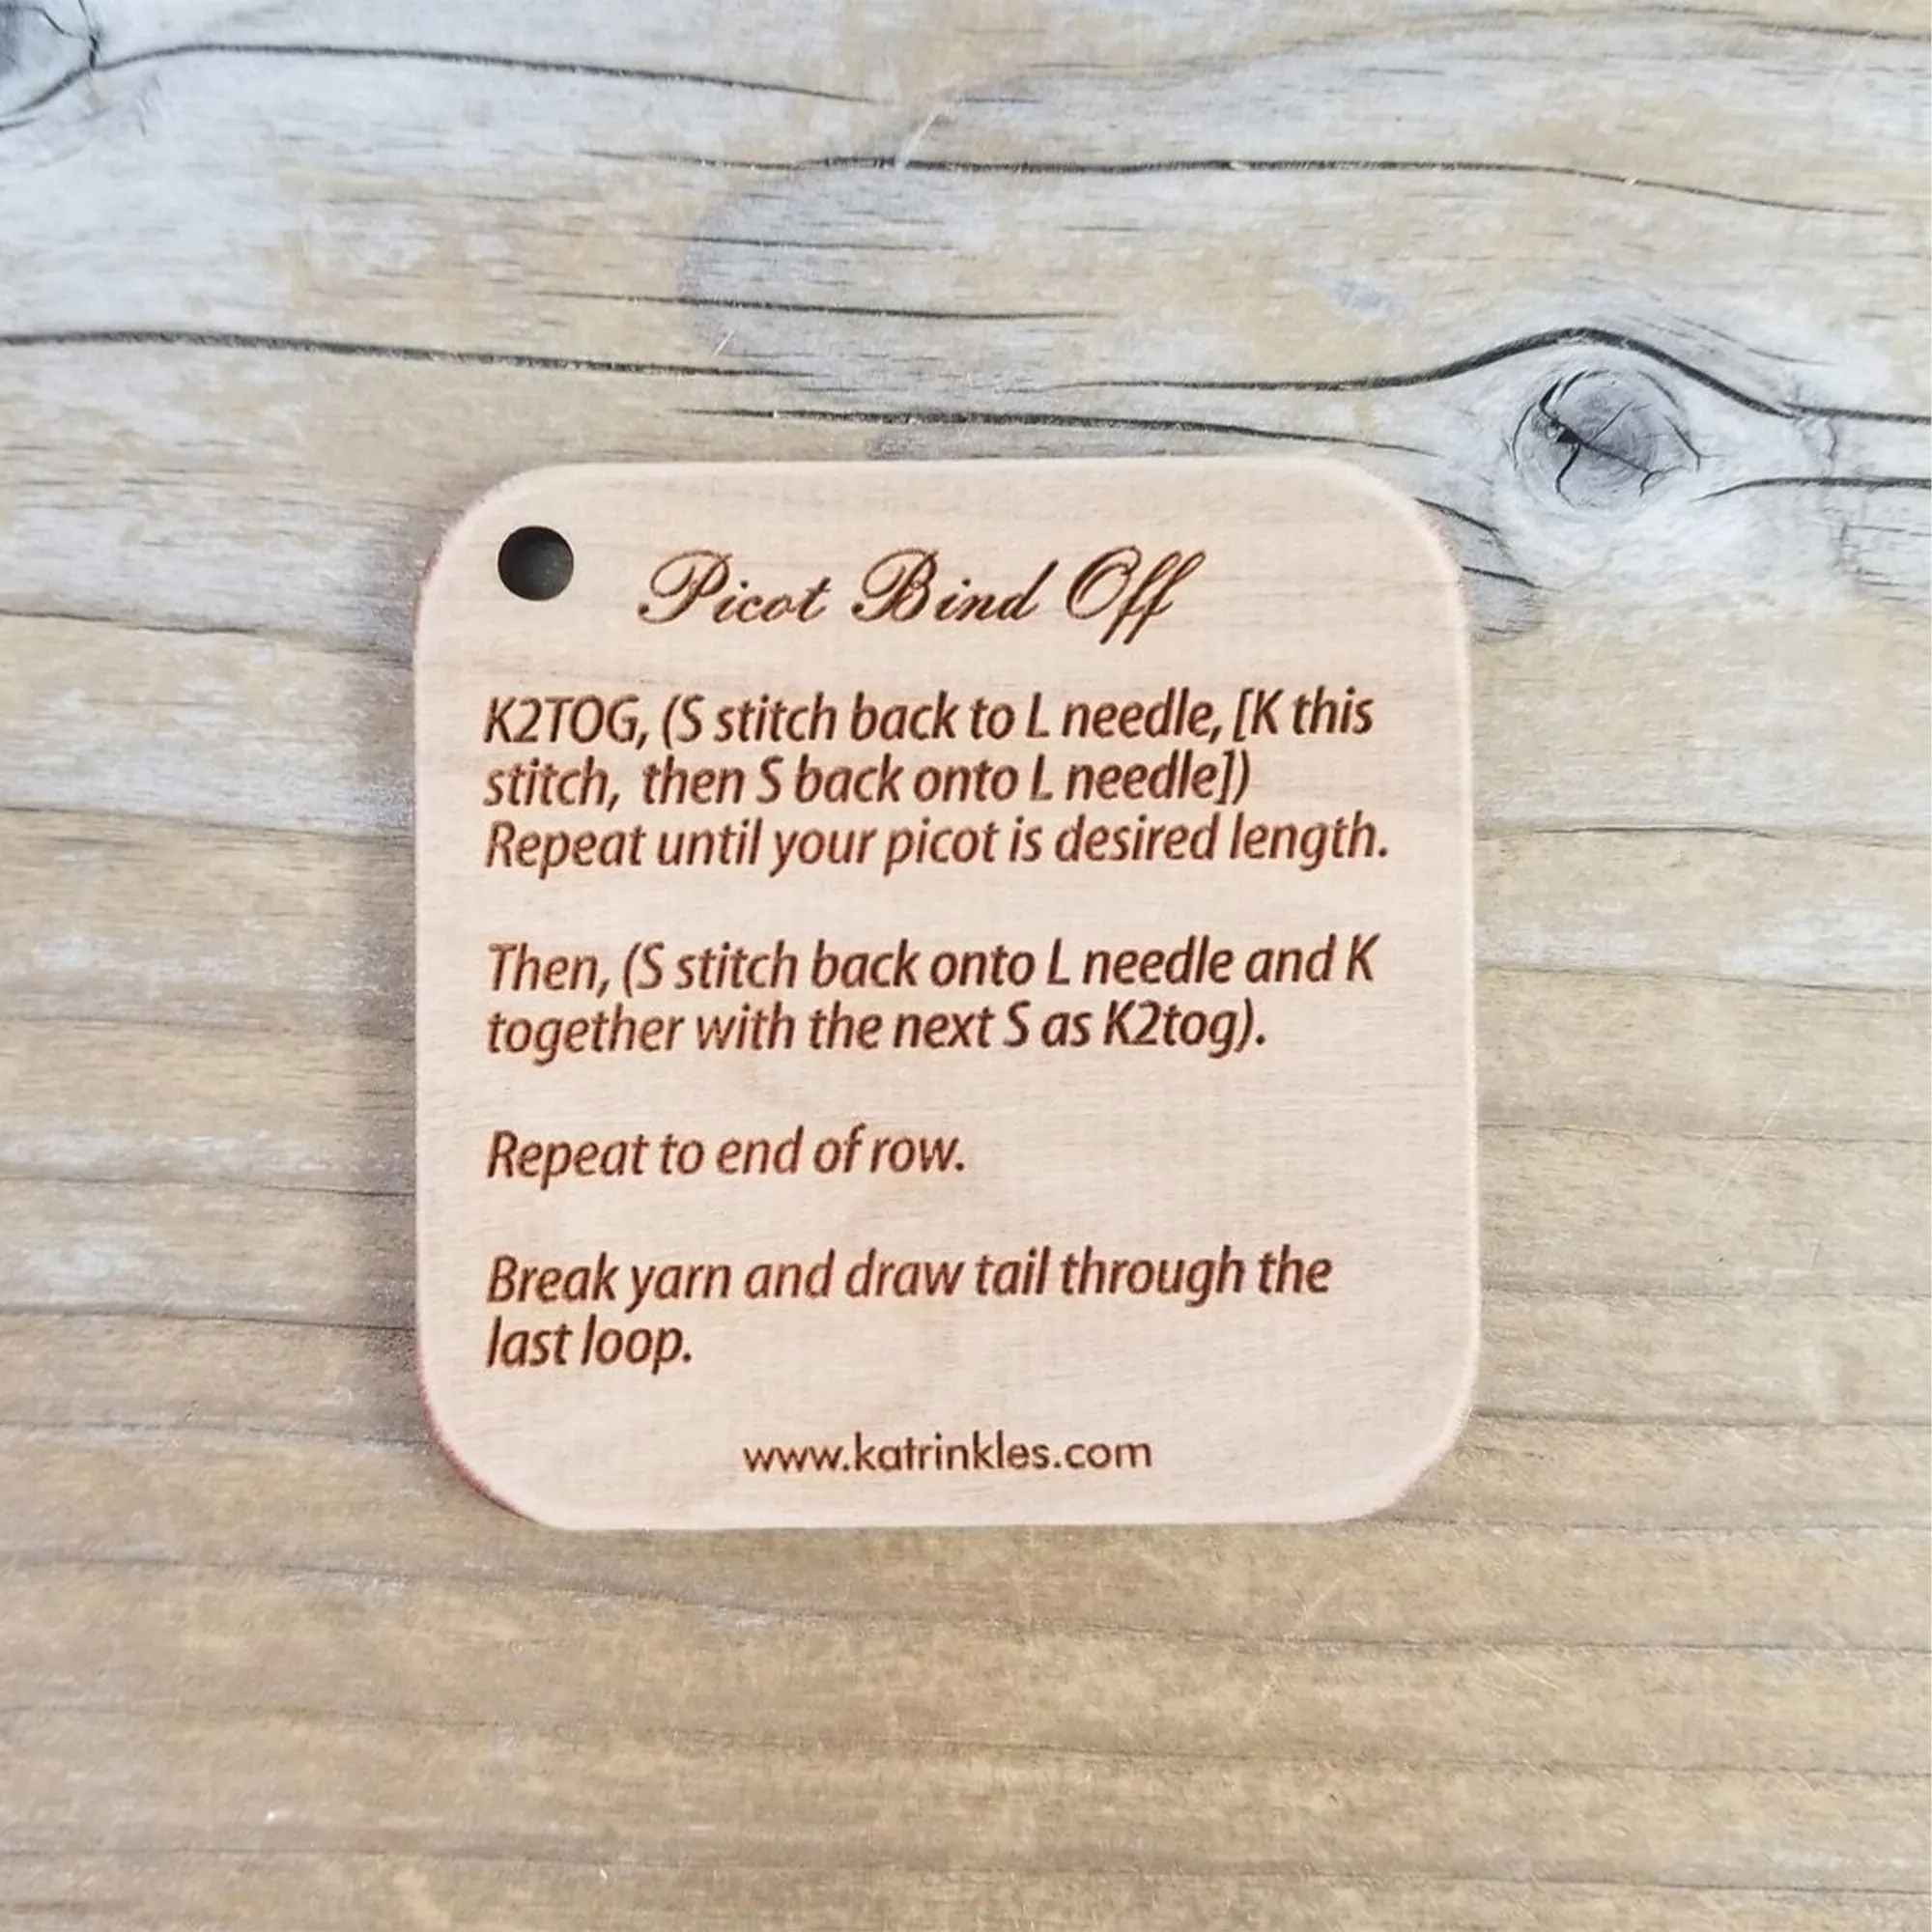 Picot Bind Off
K2TOG, (S stitch back to L needle, [K this
stitch, then S back onto L needle])
Repeat until your picot is desired length.
Then, (S stitch back onto L needle and K
together with the next S as K2tog).
Repeat to end of row.
Break yarn and draw tail through the
last loop.
www.katrinkles.com